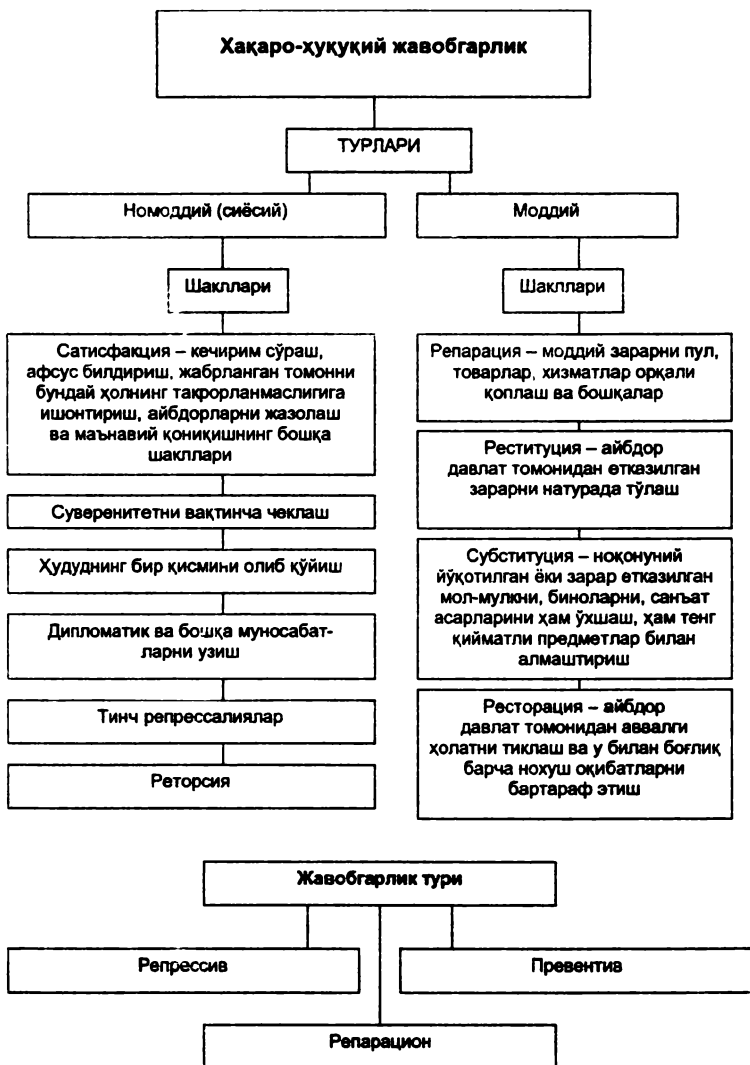 Хақаро-ҳуқуқий жавобгарлик
ТУРЛАРИ
Номоддий (сиёсий)
Моддий
Шакллари
Шакллари
Сатисфакция – кечирим сўраш,
афсус билдириш, жабрланган томонни
бундай ҳолнинг такрорланмаслигига
ишонтириш, айбдорларни жазолаш
ва маънавий қониқишнинг бошқа
шакллари
Суверенитетни вақтинча чеклаш
Ҳудуднинг бир қисмини олиб қўйиш
Дипломатик ва бошқа муносабат-
ларни узиш
Тинч репрессалиялар
Реторсия
Репарация – моддий зарарни пул,
товарлар, хизматлар орқали
қоплаш ва бошқалар
Реституция – айбдор
давлат томонидан етказилган
зарарни натурада тўлаш
Субституция – ноқонуний
йўқотилган ёки зарар етказилган
мол-мулкни, биноларни, санъат
асарларини ҳам ўхшаш, ҳам тенг
қийматли предметлар билан
алмаштириш
Ресторация – айбдор
давлат томонидан аввалги
ҳолатни тиклаш ва у билан боғлиқ
барча нохуш оқибатларни
бартараф этиш
Жавобгарлик тури
Репрессив
Превентив
Репарацион